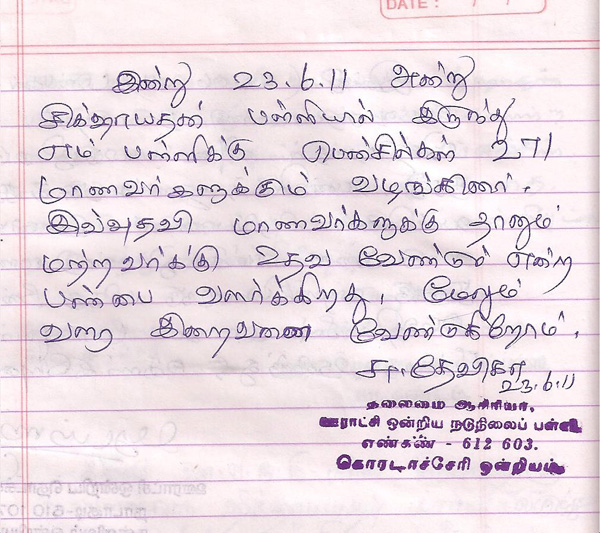 DATE :
இன்று 23.6.11 அன்று
சிக்ஷாயதன் பள்ளியில் இருந்து
எம் பள்ளிக்கு பென்சில்கள் 271
மாணவர்களுக்கும் வழங்கினர்.
இவ்வுதவி மாணவர்களுக்கு தானும்
மற்றவர்க்கு உதவ வேண்டும் என்ற
பண்பை வளர்க்கிறது. மேலும்
வளர இறைவனை வேண்டுகிறோம்.
சா.தேவிகா
23.6.11
தலைமை ஆசிரியர்,
ஊராட்சி ஒன்றிய நடுநிலைப் பள்ளி
எண்கண் - 612 603.
கொரடாச்சேரி ஒன்றியம்